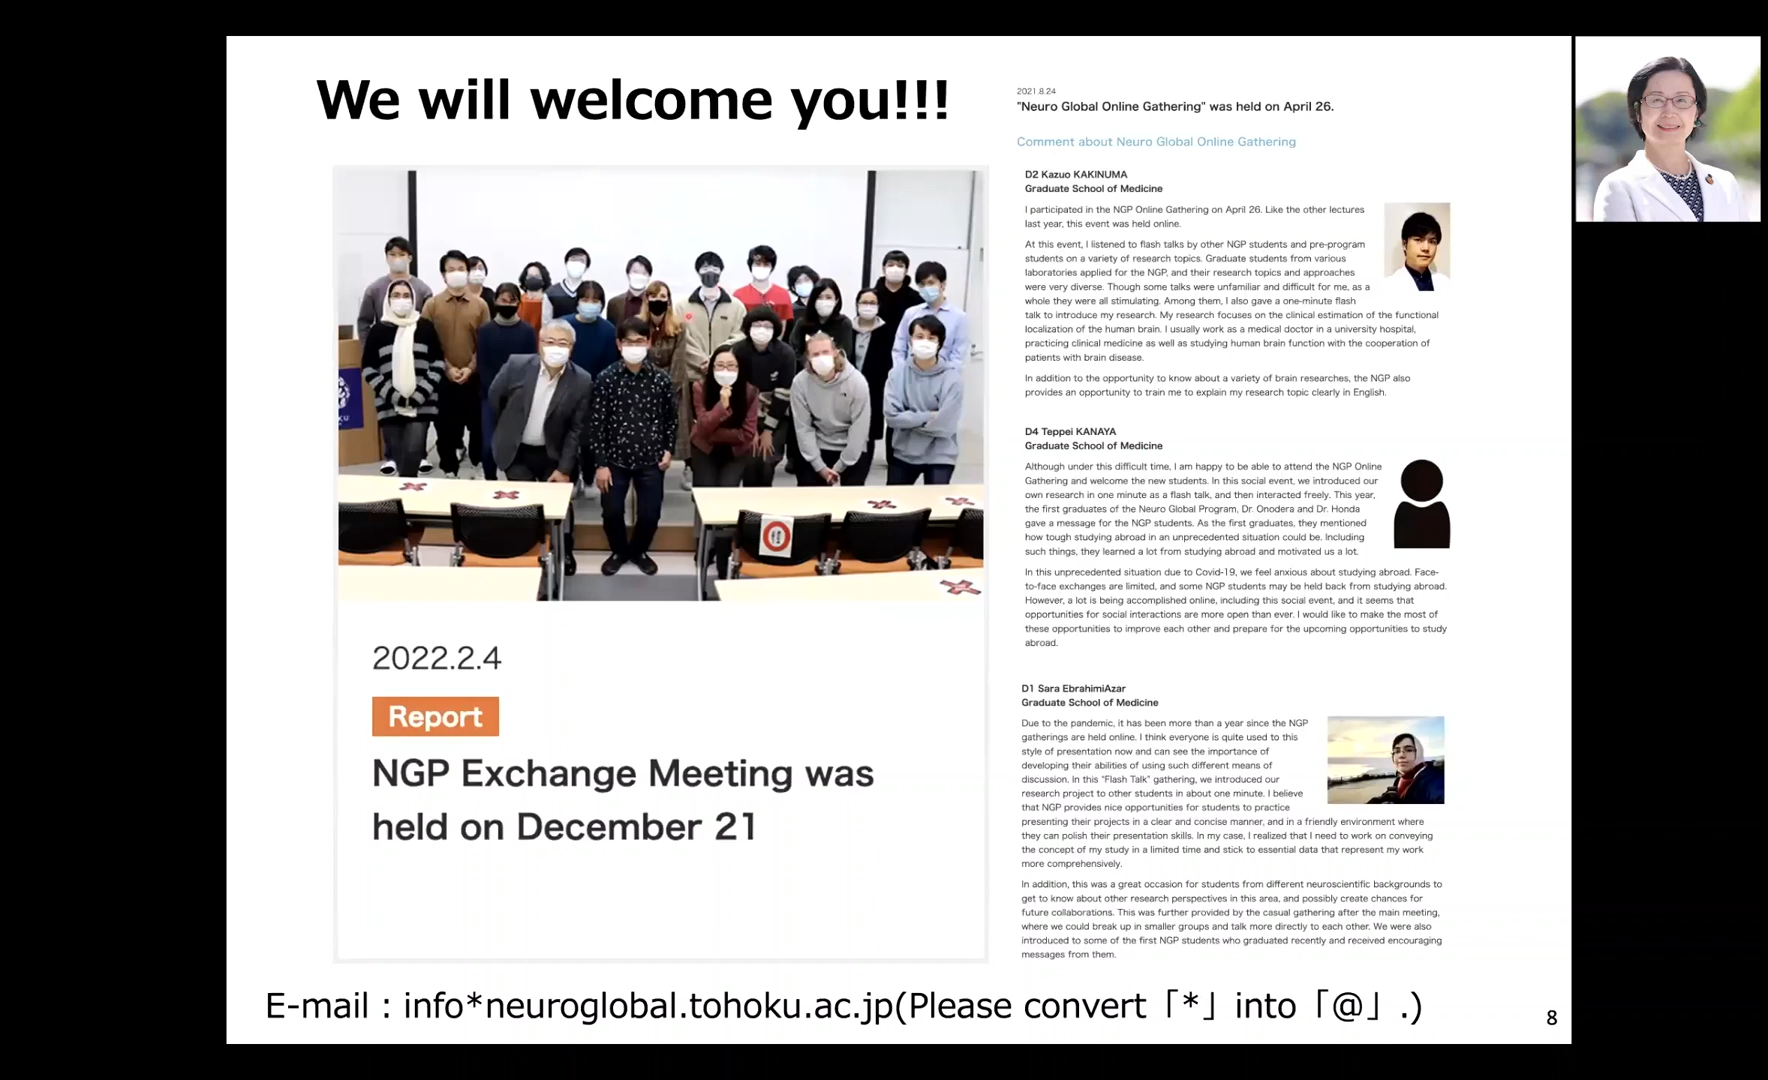 We will welcome you!!!
2022.2.4
Report
NGP Exchange Meeting was
held on December 21
2021.8.24
"Neuro Global Online Gathering" was held on April 26.
Comment about Neuro Global Online Gathering
D2 Kazuo KAKINUMA
Graduate School of Medicine
I participated in the NGP Online Gathering on April 26. Like the other lectures
last year, this event was held online.
At this event, I listened to flash talks by other NGP students and pre-program
students on a variety of research topics. Graduate students from various
laboratories applied for the NGP, and their research topics and approaches
were very diverse. Though some talks were unfamiliar and difficult for me, as a
whole they were all stimulating. Among them, I also gave a one-minute flash
talk to introduce my research. My research focuses on the clinical estimation of the functional
localization of the human brain. I usually work as a medical doctor in a university hospital,
practicing clinical medicine as well as studying human brain function with the cooperation of
patients with brain disease.
In addition to the opportunity to know about a variety of brain researches, the NGP also
provides an opportunity to train me to explain my research topic clearly in English.
D4 Teppei KANAYA
Graduate School of Medicine
Although under this difficult time, I am happy to be able to attend the NGP Online
Gathering and welcome the new students. In this social event, we introduced our
own research in one minute as a flash talk, and then interacted freely. This year,
the first graduates of the Neuro Global Program, Dr. Onodera and Dr. Honda
gave a message for the NGP students. As the first graduates, they mentioned
how tough studying abroad in an unprecedented situation could be. Including
such things, they learned a lot from studying abroad and motivated us a lot.
In this unprecedented situation due to Covid-19, we feel anxious about studying abroad. Face-
to-face exchanges are limited, and some NGP students may be held back from studying abroad.
However, a lot is being accomplished online, including this social event, and it seems that
opportunities for social interactions are more open than ever. I would like to make the most of
these opportunities to improve each other and prepare for the upcoming opportunities to study
abroad.
D1 Sara EbrahimiAzar
Graduate School of Medicine
Due to the pandemic, it has been more than a year since the NGP
gatherings are held online. I think everyone is quite used to this
style of presentation now and can see the importance of
developing their abilities of using such different means of
discussion. In this "Flash Talk" gathering, we introduced our
research project to other students in about one minute. I believe
that NGP provides nice opportunities for students to practice
presenting their projects in a clear and concise manner, and in a friendly environment where
they can polish their presentation skills. In my case, I realized that I need to work on conveying
the concept of my study in a limited time and stick to essential data that represent my work
more comprehensively.
In addition, this was a great occasion for students from different neuroscientific backgrounds to
get to know about other research perspectives in this area, and possibly create chances for
future collaborations. This was further provided by the casual gathering after the main meeting,
where we could break up in smaller groups and talk more directly to each other. We were also
introduced to some of the first NGP students who graduated recently and received encouraging
messages from them.
E-mail : info*neuroglobal.tohoku.ac.jp(Please convert「*」into「@」.)
8